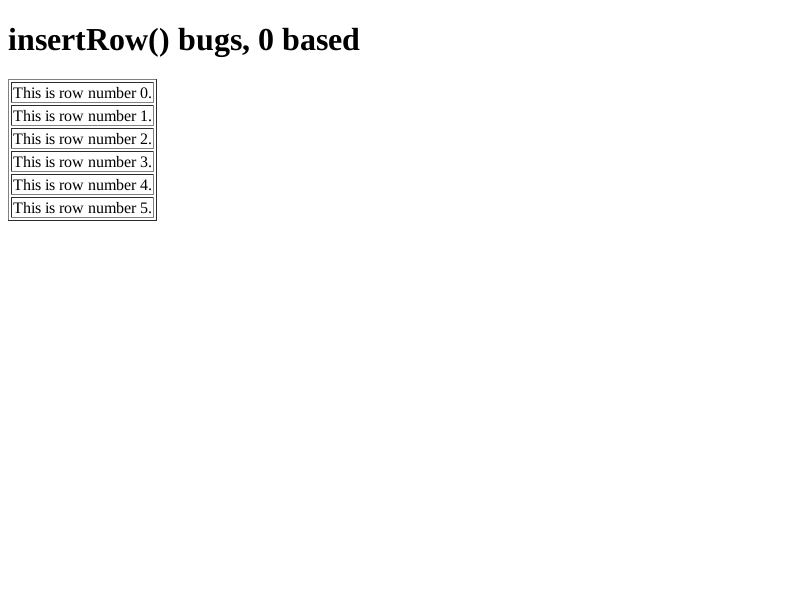 insertRow() bugs, 0 based
This is row number 0.
This is row number 1.
This is row number 2.
This is row number 3.
This is row number 4.
This is row number 5.